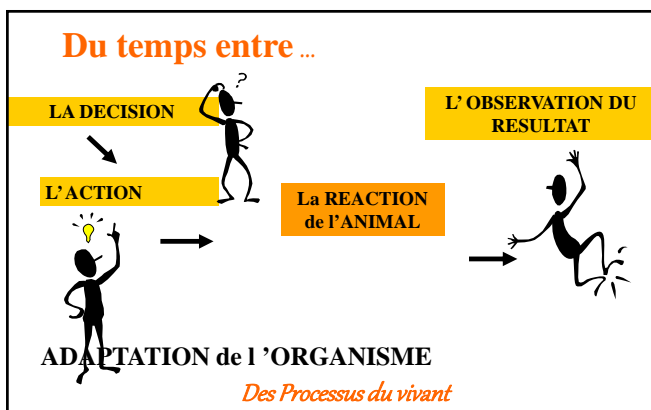 Du temps entre ...
?
LA DECISION
L' OBSERVATION DU
RESULTAT
L'ACTION
La REACTION
de l'ANIMAL
ADAPTATION de l 'ORGANISME
Des Processus du vivant